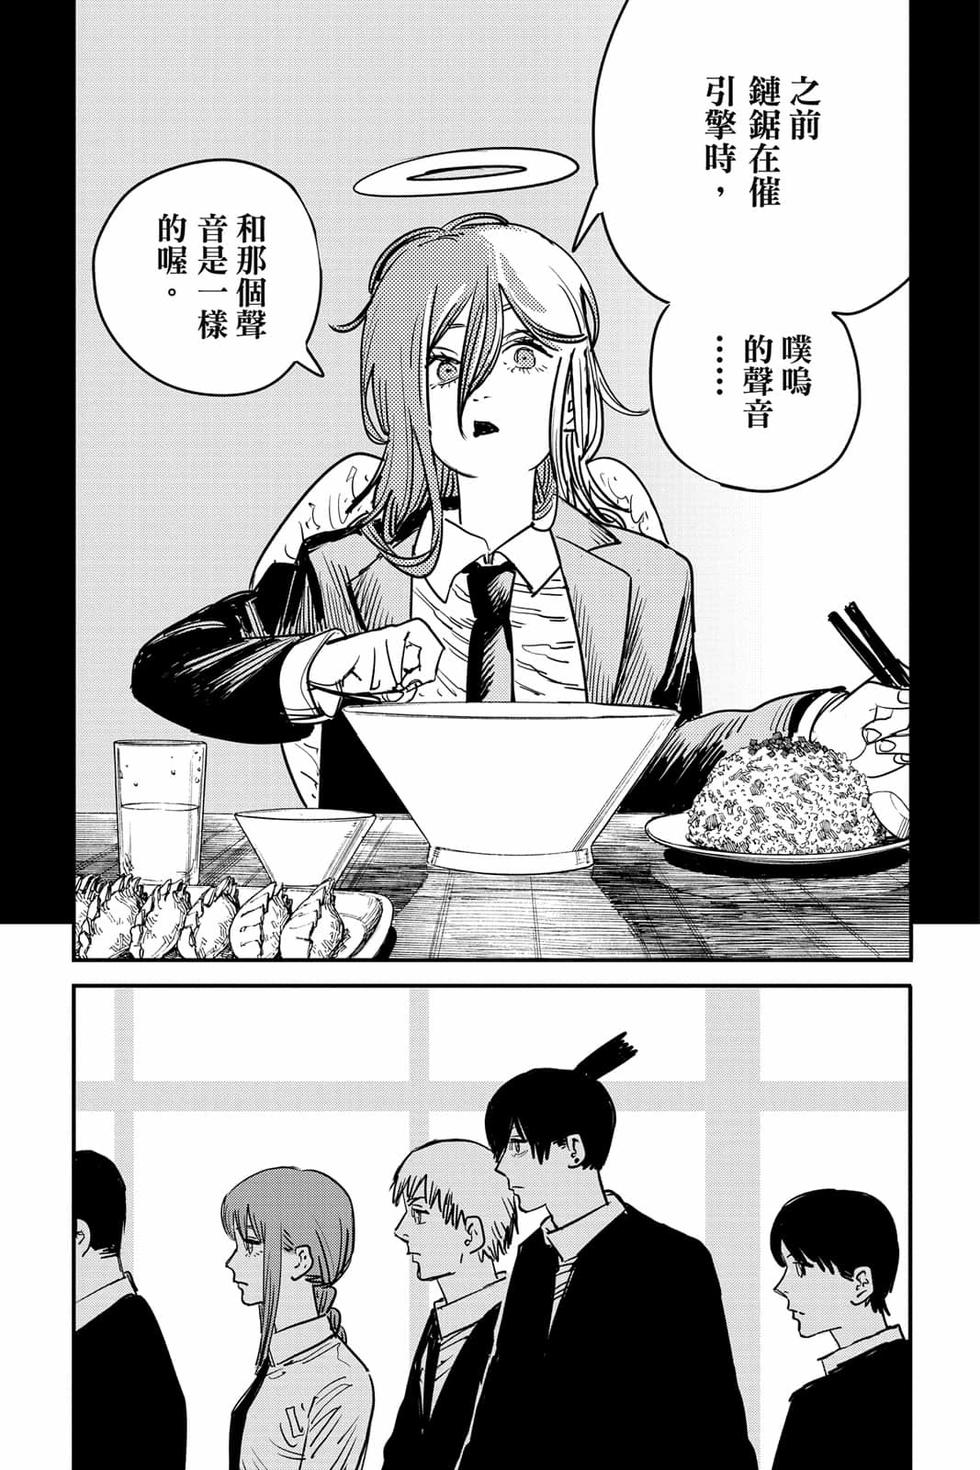 之前
鏈鋸在催
引擎時，
噗嗚
的聲音
……
和那個聲
音是一樣
的喔。